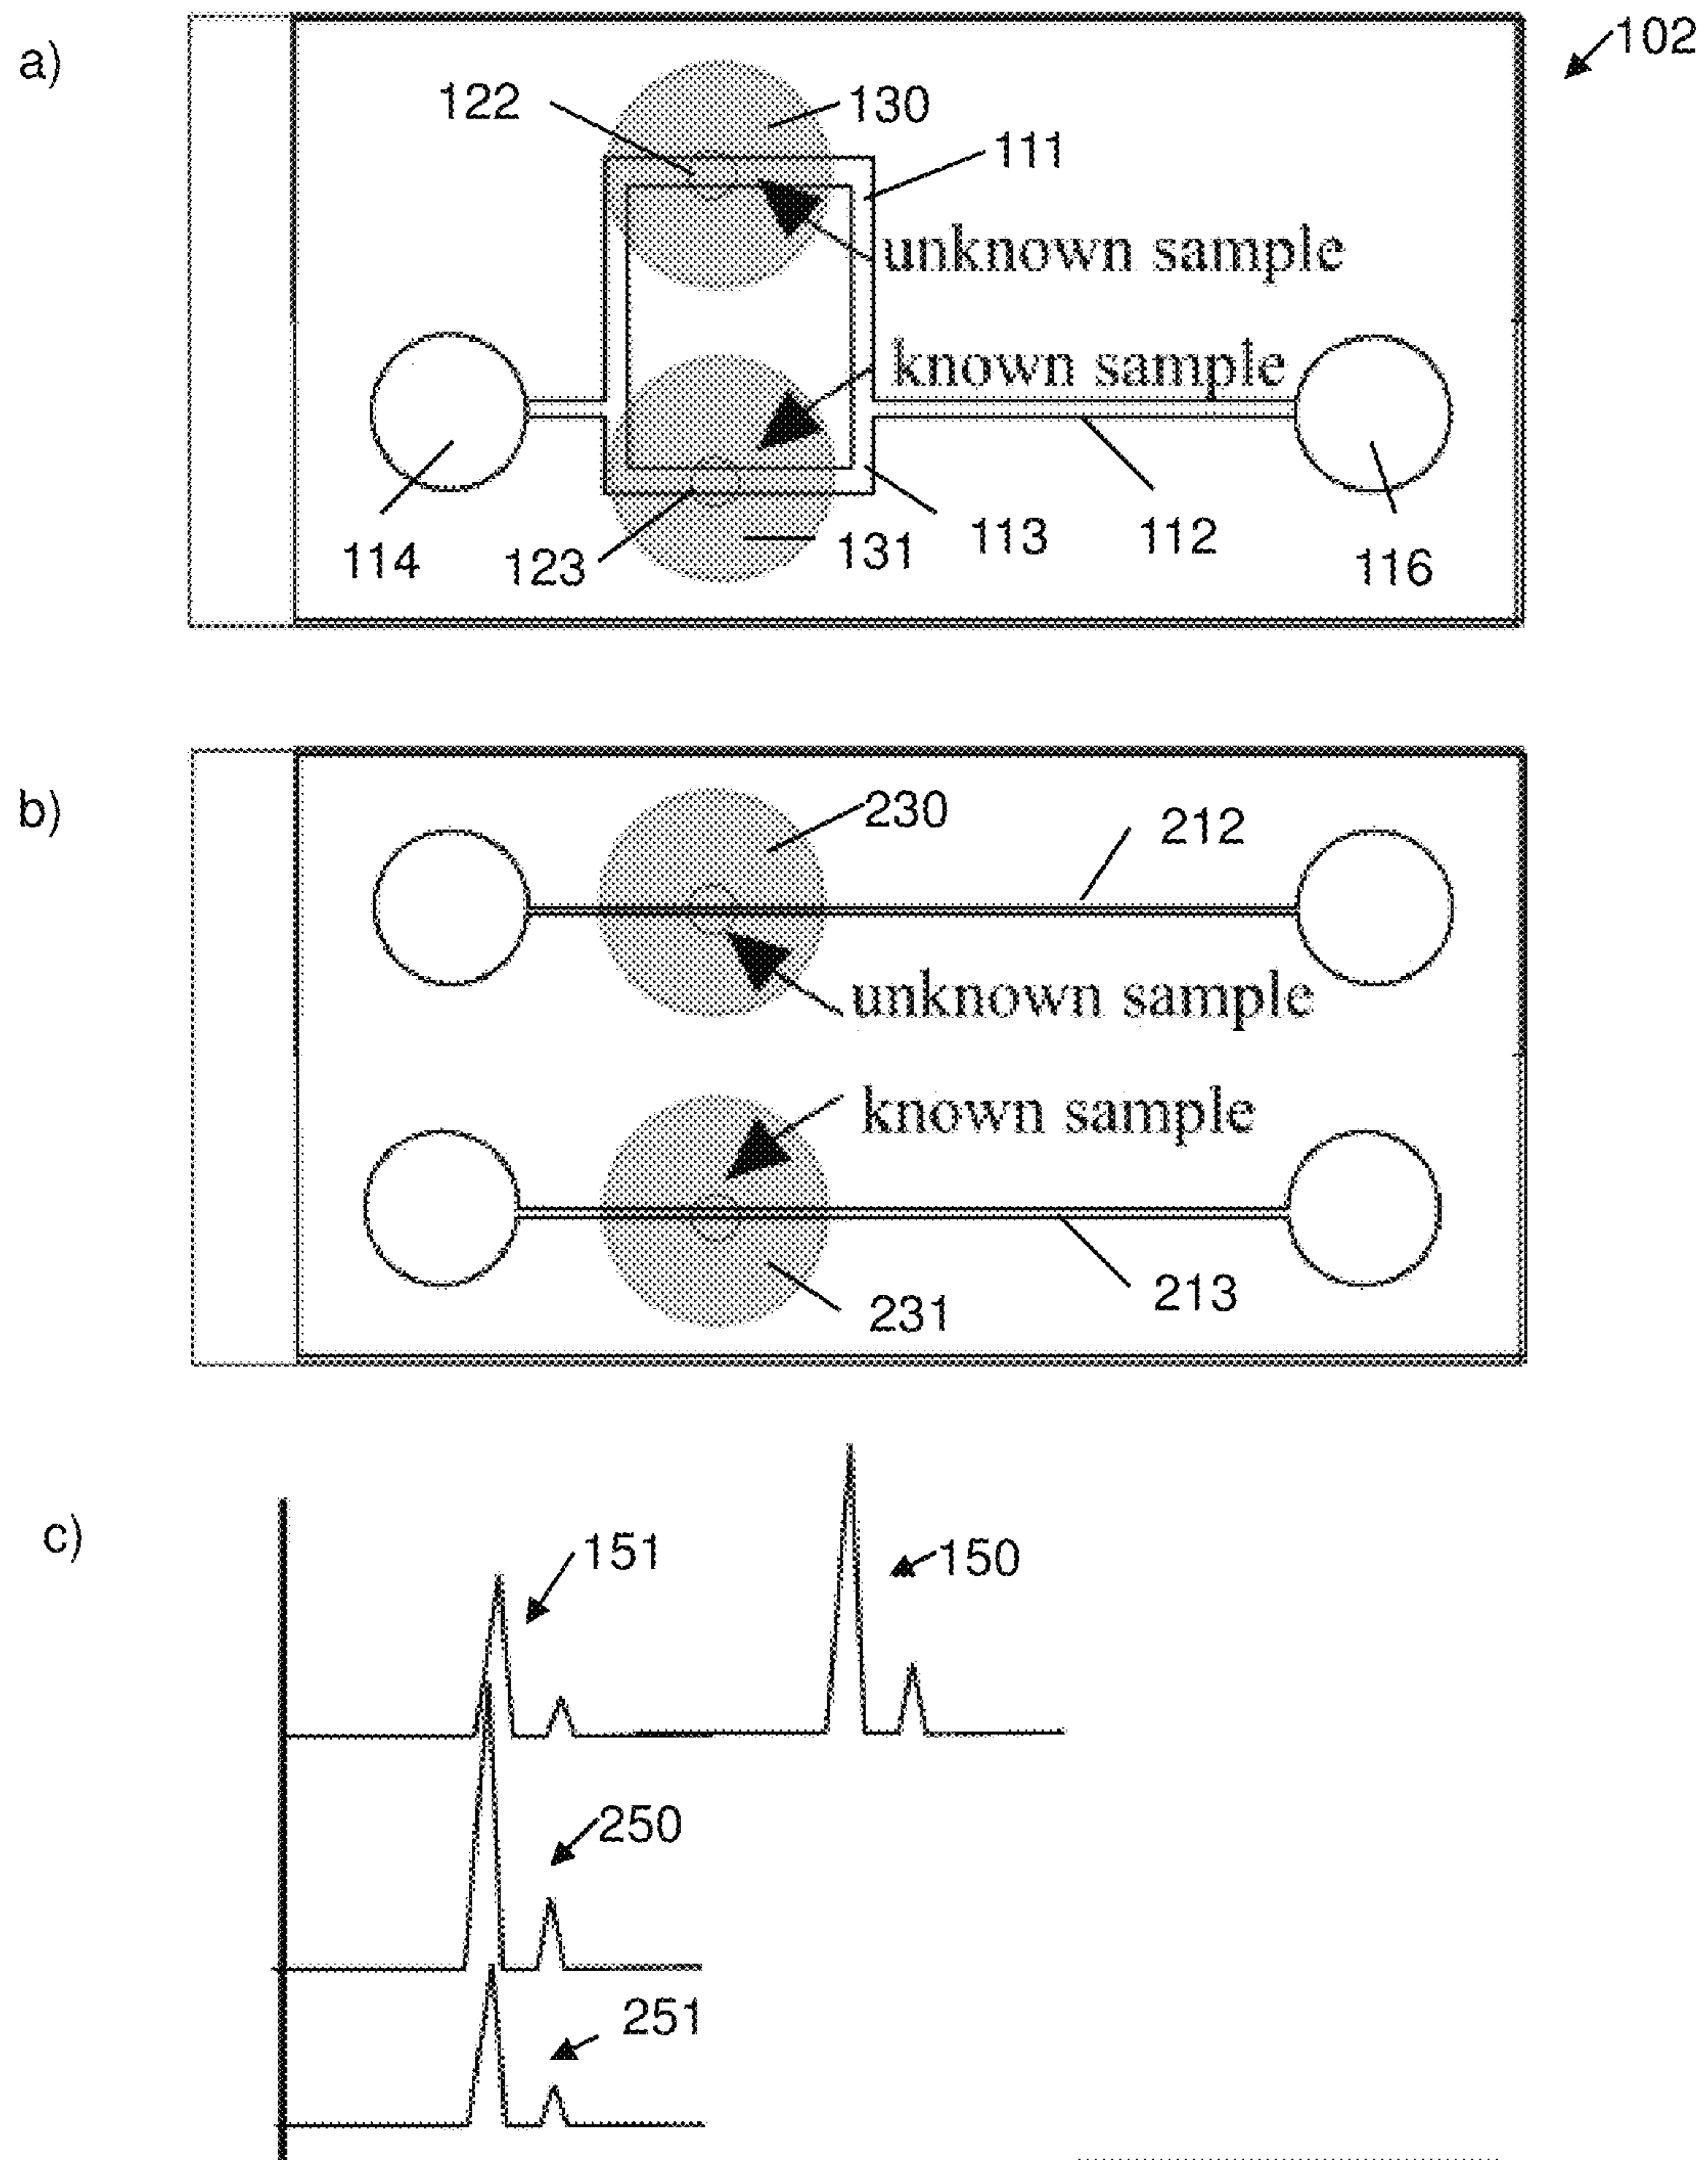 a)
102
122
130
111
unknown sample
known sample
114
123
131
113
112
116
b)
230
212
unknown sample
known sample
231
213
c)
151
150
250
251